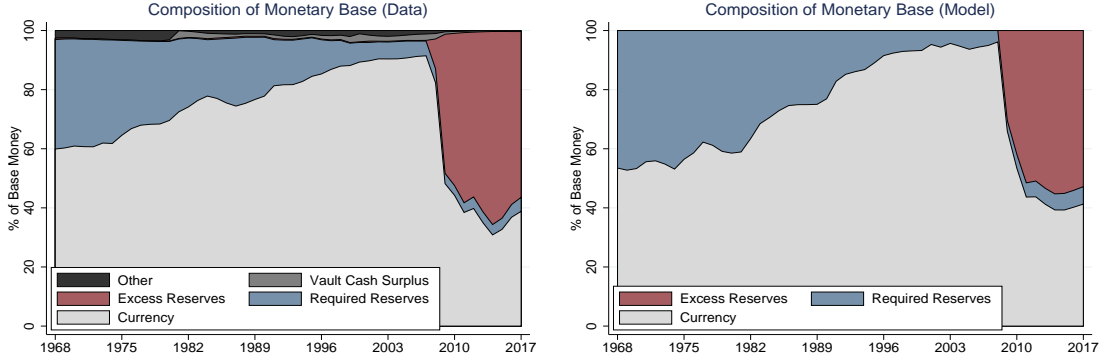 Composition of Monetary Base (Data)
% of Base Money
100
80
60
40
20
0
Other
Vault Cash Surplus
Excess Reserves
Required Reserves
Currency
1968 1975 1982 1989 1996 2003 2010 2017
Composition of Monetary Base (Model)
% of Base Money
100
80
60
40
20
0
Excess Reserves
Required Reserves
Currency
1968 1975 1982 1989 1996 2003 2010 2017